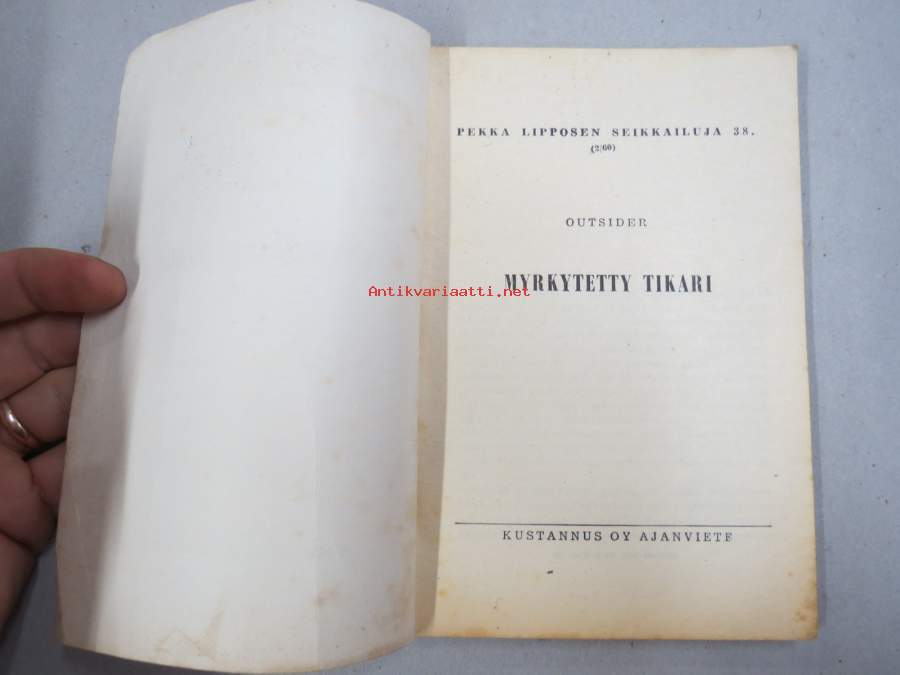 PEKKA LIPPOSEN SEIKKAILUJA 38.
(2/60)
OUTSIDER
MYRKYTETTY TIKARI
Antikvariaatti.net
KUSTANNUS OY AJANVIETE